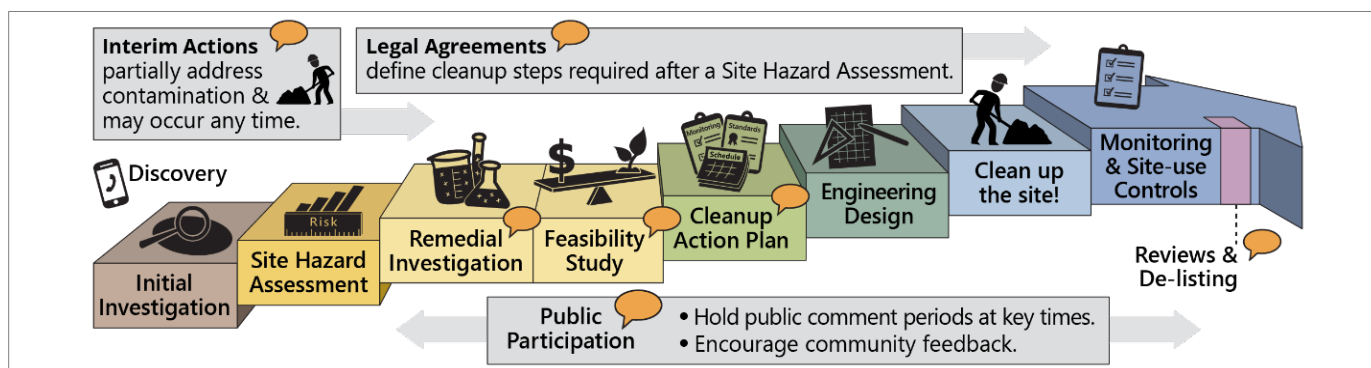 Interim Actions
partially address
contamination &
may occur any time.
Legal Agreements
define cleanup steps required after a Site Hazard Assessment.
Discovery
Initial
Investigation
Risk
Site Hazard
Assessment
Remedial
Investigation
Feasibility
Study
Monitoring
Standards
Schedule
Cleanup
Action Plan
Engineering
Design
Clean up
the site!
Monitoring
& Site-use
Controls
Reviews &
De-listing
Public
Participation
• Hold public comment periods at key times.
• Encourage community feedback.
$